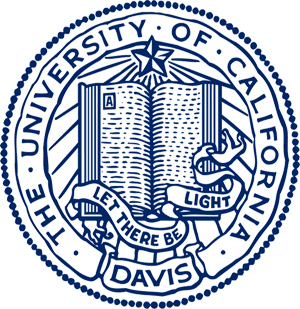 · THE · UNIVERSITY · OF · CALIFORNIA ·
A
LET THERE BE LIGHT
DAVIS